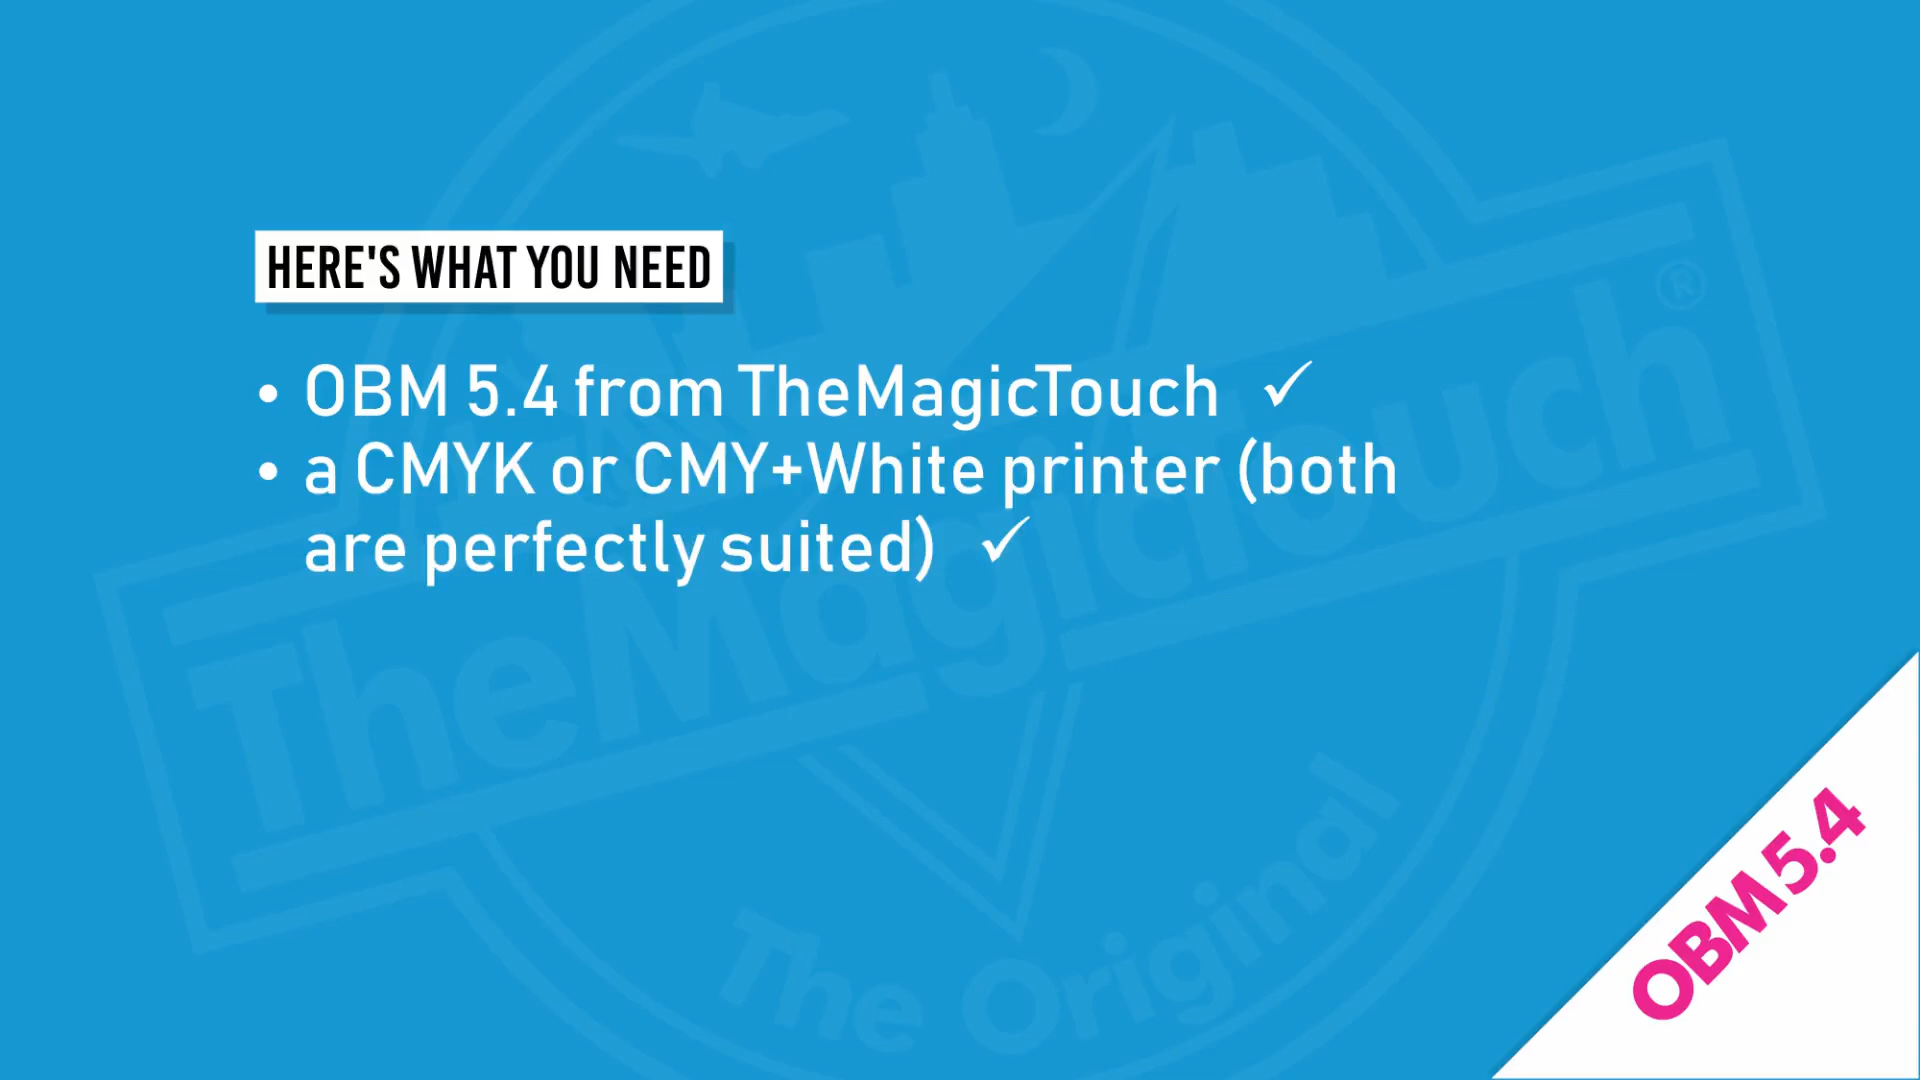 HERE'S WHAT YOU NEED
• OBM 5.4 from TheMagicTouch ✓
• a CMYK or CMY+White printer (both
are perfectly suited) ✓
TheMagicTouch®
The Original
OBM 5.4